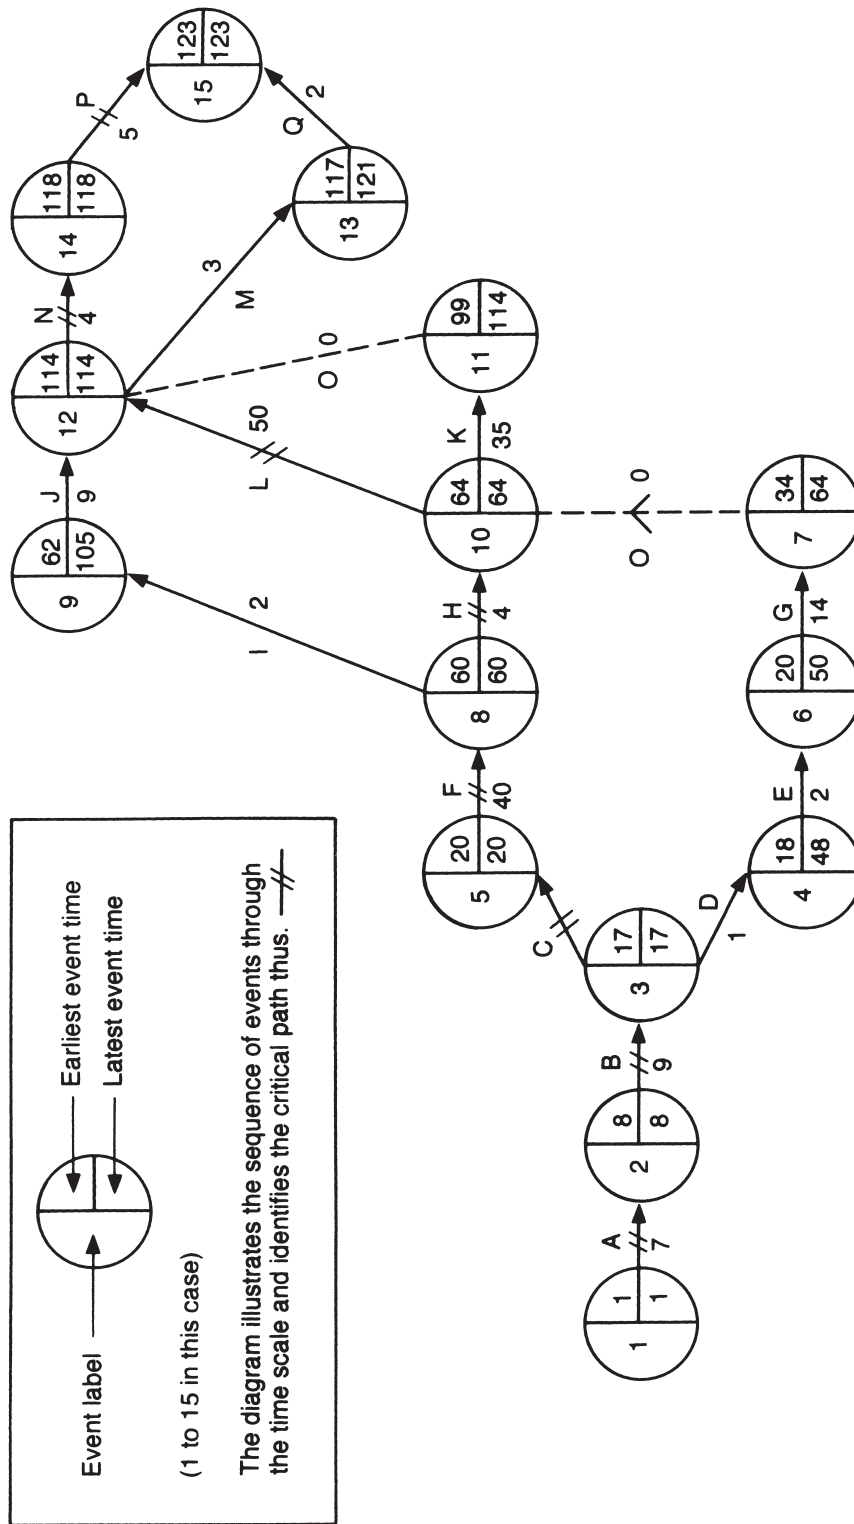 Event label
Earliest event time
Latest event time
(1 to 15 in this case)
The diagram illustrates the sequence of events through
the time scale and identifies the critical path thus.
1
1
1
A
7
2
8
8
B
9
3
17
17
C
D
1
5
20
20
F
40
4
18
48
E
2
8
60
60
H
4
6
20
50
G
14
I
2
10
64
64
K
35
O
0
7
34
64
9
62
105
J
9
L
50
11
99
114
O
0
12
114
114
N
4
M
3
14
118
118
P
5
13
117
121
Q
2
15
123
123